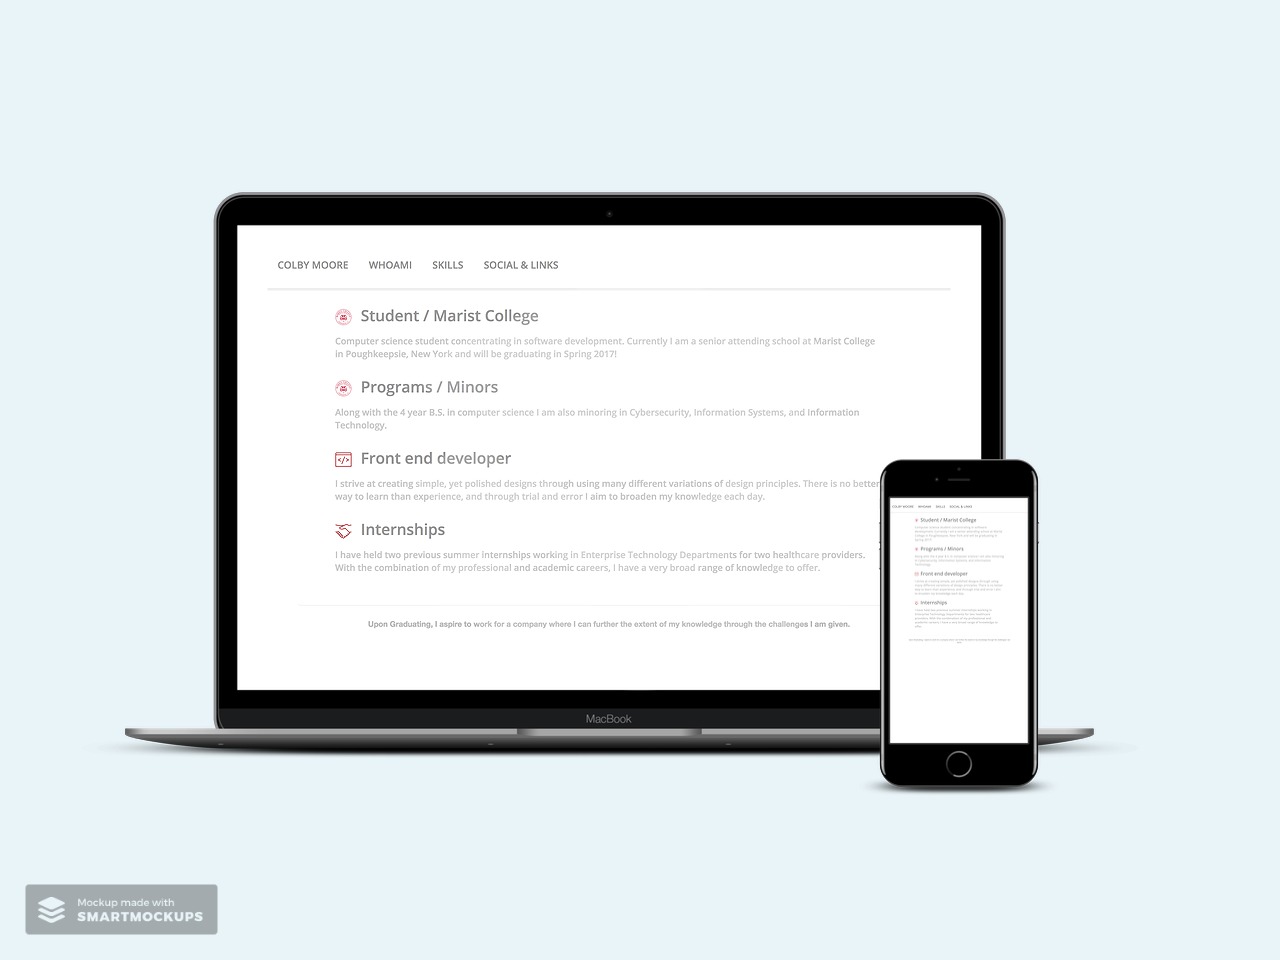 COLBY MOORE WHOAMI SKILLS SOCIAL & LINKS
Student / Marist College
Computer science student concentrating in software development. Currently I am a senior attending school at Marist College
in Poughkeepsie, New York and will be graduating in Spring 2017!
Programs / Minors
Along with the 4 year B.S. in computer science I am also minoring in Cybersecurity, Information Systems, and Information
Technology.
Front end developer
I strive at creating simple, yet polished designs through using many different variations of design principles. There is no better
way to learn than experience, and through trial and error I aim to broaden my knowledge each day.
Internships
I have held two previous summer internships working in Enterprise Technology Departments for two healthcare providers.
With the combination of my professional and academic careers, I have a very broad range of knowledge to offer.
Upon Graduating, I aspire to work for a company where I can further the extent of my knowledge through the challenges I am given.
MacBook
COLBY MOORE WHOAMI SKILLS SOCIAL & LINKS
Student / Marist College
Programs / Minors
Front end developer
Internships
Mockup made with
SMARTMOCKUPS